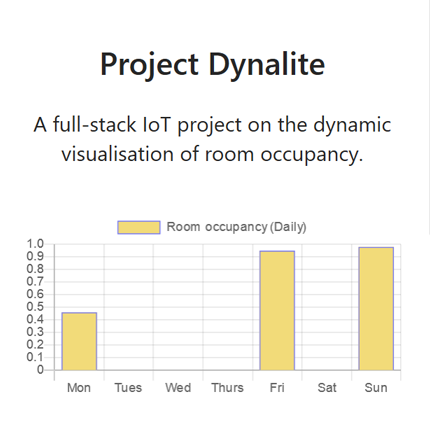 Project Dynalite
A full-stack IoT project on the dynamic
visualisation of room occupancy.
Room occupancy (Daily)
1.0
0.9
0.8
0.7
0.6
0.5
0.4
0.3
0.2
0.1
0
Mon Tues Wed Thurs Fri Sat Sun